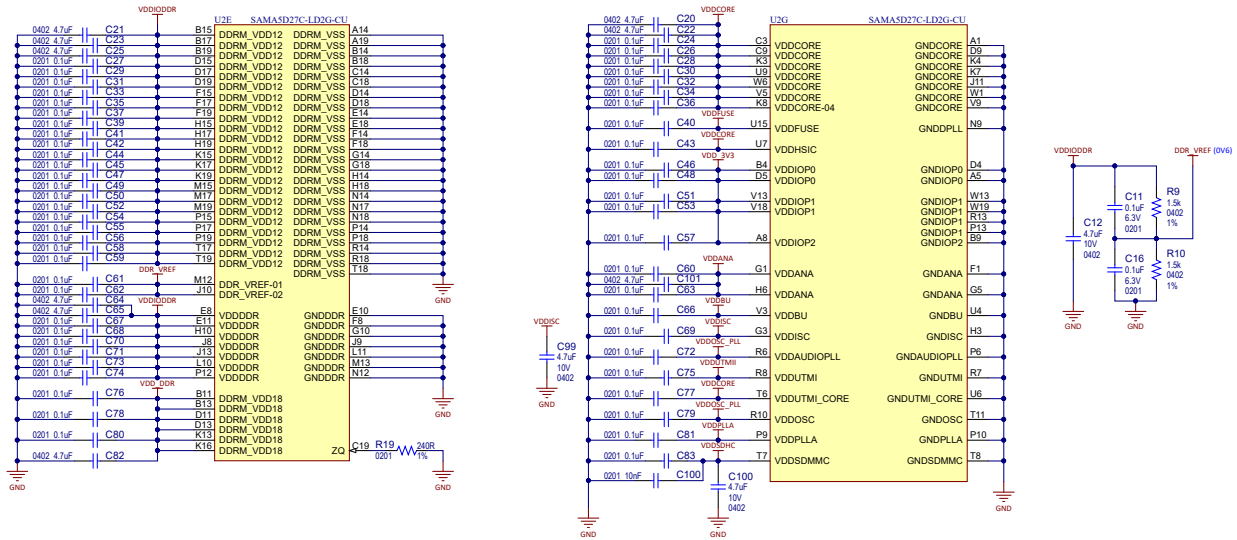 VDDIODDR
U2E SAMA5D27C-LD2G-CU
0402 4.7uF C21 B15 DDRM_VDD12 DDRM_VSS A14
0402 4.7uF C23 B17 DDRM_VDD12 DDRM_VSS A19
0402 4.7uF C25 B19 DDRM_VDD12 DDRM_VSS B14
0201 0.1uF C27 D15 DDRM_VDD12 DDRM_VSS B18
0201 0.1uF C29 D17 DDRM_VDD12 DDRM_VSS C14
0201 0.1uF C31 D19 DDRM_VDD12 DDRM_VSS C18
0201 0.1uF C33 F15 DDRM_VDD12 DDRM_VSS D14
0201 0.1uF C35 F17 DDRM_VDD12 DDRM_VSS D18
0201 0.1uF C37 F19 DDRM_VDD12 DDRM_VSS E14
0201 0.1uF C39 H15 DDRM_VDD12 DDRM_VSS E18
0201 0.1uF C41 H17 DDRM_VDD12 DDRM_VSS F14
0201 0.1uF C42 H19 DDRM_VDD12 DDRM_VSS F18
0201 0.1uF C44 K15 DDRM_VDD12 DDRM_VSS G14
0201 0.1uF C45 K17 DDRM_VDD12 DDRM_VSS G18
0201 0.1uF C47 K19 DDRM_VDD12 DDRM_VSS H14
0201 0.1uF C49 M15 DDRM_VDD12 DDRM_VSS H18
0201 0.1uF C50 M17 DDRM_VDD12 DDRM_VSS N14
0201 0.1uF C52 M19 DDRM_VDD12 DDRM_VSS N17
0201 0.1uF C54 P15 DDRM_VDD12 DDRM_VSS N18
0201 0.1uF C55 P17 DDRM_VDD12 DDRM_VSS P14
0201 0.1uF C56 P19 DDRM_VDD12 DDRM_VSS P18
0201 0.1uF C58 T17 DDRM_VDD12 DDRM_VSS R14
0201 0.1uF C59 T19 DDRM_VDD12 DDRM_VSS R18
DDR_VREF DDRM_VSS T18
0201 0.1uF C61 M12 DDR_VREF-01
0201 0.1uF C62 J10 DDR_VREF-02
GND
0402 4.7uF C64 VDDIODDR
0402 4.7uF C65 E8 VDDDDR GNDDDR E10
0201 0.1uF C67 E11 VDDDDR GNDDDR F8
0201 0.1uF C68 H10 VDDDDR GNDDDR G10
0201 0.1uF C70 J8 VDDDDR GNDDDR J9
0201 0.1uF C71 J13 VDDDDR GNDDDR L11
0201 0.1uF C73 L10 VDDDDR GNDDDR M13
0201 0.1uF C74 P12 VDDDDR GNDDDR N12
VDD_DDR
0201 0.1uF C76 B11 DDRM_VDD18
GND
B13 DDRM_VDD18
0201 0.1uF C78 D11 DDRM_VDD18
D13 DDRM_VDD18
0201 0.1uF C80 K13 DDRM_VDD18
K16 DDRM_VDD18 ZQ C19 R19 240R
0201 1%
0402 4.7uF C82
GND
GND
VDDCORE
U2G SAMA5D27C-LD2G-CU
0402 4.7uF C20
0402 4.7uF C22
0201 0.1uF C24 C3 VDDCORE GNDCORE A1
0201 0.1uF C26 C9 VDDCORE GNDCORE D9
0201 0.1uF C28 K3 VDDCORE GNDCORE K4
0201 0.1uF C30 U9 VDDCORE GNDCORE K7
0201 0.1uF C32 W6 VDDCORE GNDCORE J11
0201 0.1uF C34 V5 VDDCORE GNDCORE W1
0201 0.1uF C36 K8 VDDCORE-04 GNDCORE V9
VDDFUSE
0201 0.1uF C40 U15 VDDFUSE GNDDPLL N9
VDDCORE
0201 0.1uF C43 U7 VDDHSIC
VDD_3V3
0201 0.1uF C46 B4 VDDIOP0 GNDIOP0 D4
0201 0.1uF C48 D5 VDDIOP0 GNDIOP0 A5
0201 0.1uF C51 V13 VDDIOP1 GNDIOP1 W13
0201 0.1uF C53 V18 VDDIOP1 GNDIOP1 W19
GNDIOP1 R13
GNDIOP1 P13
0201 0.1uF C57 A8 VDDIOP2 GNDIOP2 B9
VDDANA
0201 0.1uF C60 G1 VDDANA GNDANA F1
0402 4.7uF C101
0201 0.1uF C63 H6 VDDANA GNDANA G5
VDDBU
0201 0.1uF C66 V3 VDDBU GNDBU U4
VDDISC
0201 0.1uF C69 G3 VDDISC GNDISC H3
VDDOSC_PLL
0201 0.1uF C72 R6 VDDAUDIOPLL GNDAUDIOPLL P6
VDDUTMII
0201 0.1uF C75 R8 VDDUTMI GNDUTMI R7
VDDCORE
0201 0.1uF C77 T6 VDDUTMI_CORE GNDUTMI_CORE U6
VDDOSC_PLL
0201 0.1uF C79 R10 VDDOSC GNDOSC T11
VDDPLLA
0201 0.1uF C81 P9 VDDPLLA GNDPLLA P10
VDDSDHC
0201 0.1uF C83 T7 VDDSDMMC GNDSDMMC T8
0201 10nF C100
C100
4.7uF
10V
0402
GND
GND
GND
VDDISC
C99
4.7uF
10V
0402
GND
VDDIODDR
DDR_VREF (0V6)
C11
0.1uF
6.3V
0201
R9
1.5k
0402
1%
C12
4.7uF
10V
0402
C16
0.1uF
6.3V
0201
R10
1.5k
0402
1%
GND
GND